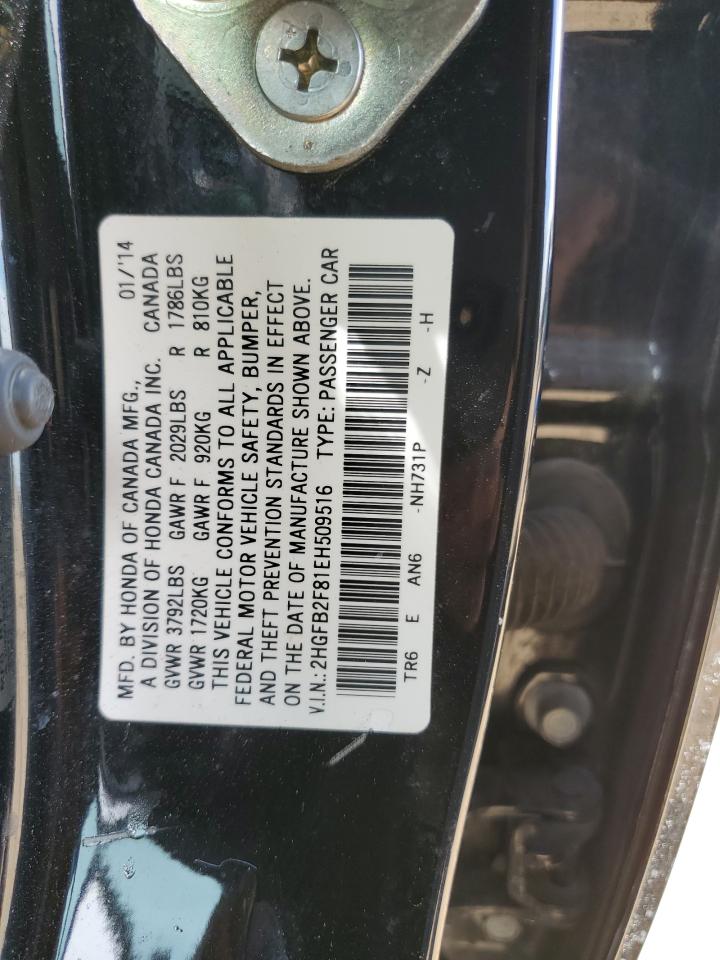 MFD. BY HONDA OF CANADA MFG., 01/'14
A DIVISION OF HONDA CANADA INC. CANADA
GVWR 3792LBS GAWR F 2029LBS R 1786LBS
GVWR 1720KG GAWR F 920KG R 810KG
THIS VEHICLE CONFORMS TO ALL APPLICABLE
FEDERAL MOTOR VEHICLE SAFETY, BUMPER,
AND THEFT PREVENTION STANDARDS IN EFFECT
ON THE DATE OF MANUFACTURE SHOWN ABOVE.
V.I.N.: 2HGFB2F81EH509516 TYPE: PASSENGER CAR
TR6 E AN6 -NH731P -Z -H